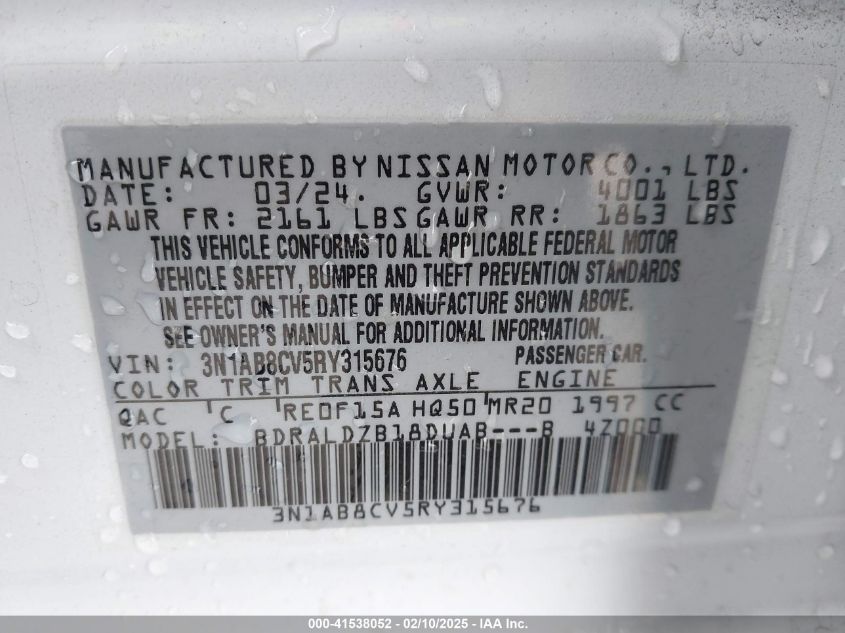 MANUFACTURED BY NISSAN MOTOR CO., LTD.
DATE: 03/24. GVWR: 4001 LBS
GAWR FR: 2161 LBS GAWR RR: 1863 LBS
THIS VEHICLE CONFORMS TO ALL APPLICABLE FEDERAL MOTOR
VEHICLE SAFETY, BUMPER AND THEFT PREVENTION STANDARDS
IN EFFECT ON THE DATE OF MANUFACTURE SHOWN ABOVE.
SEE OWNER'S MANUAL FOR ADDITIONAL INFORMATION.
VIN: 3N1AB8CV5RY315676 PASSENGER CAR.
COLOR TRIM TRANS AXLE ENGINE
QAC C RE0F15A HQ50 MR20 1997 CC
MODEL: BDRALDZB18DUAB---B 4Z000
3N1AB8CV5RY315676
000-41538052 - 02/10/2025 - IAA Inc.